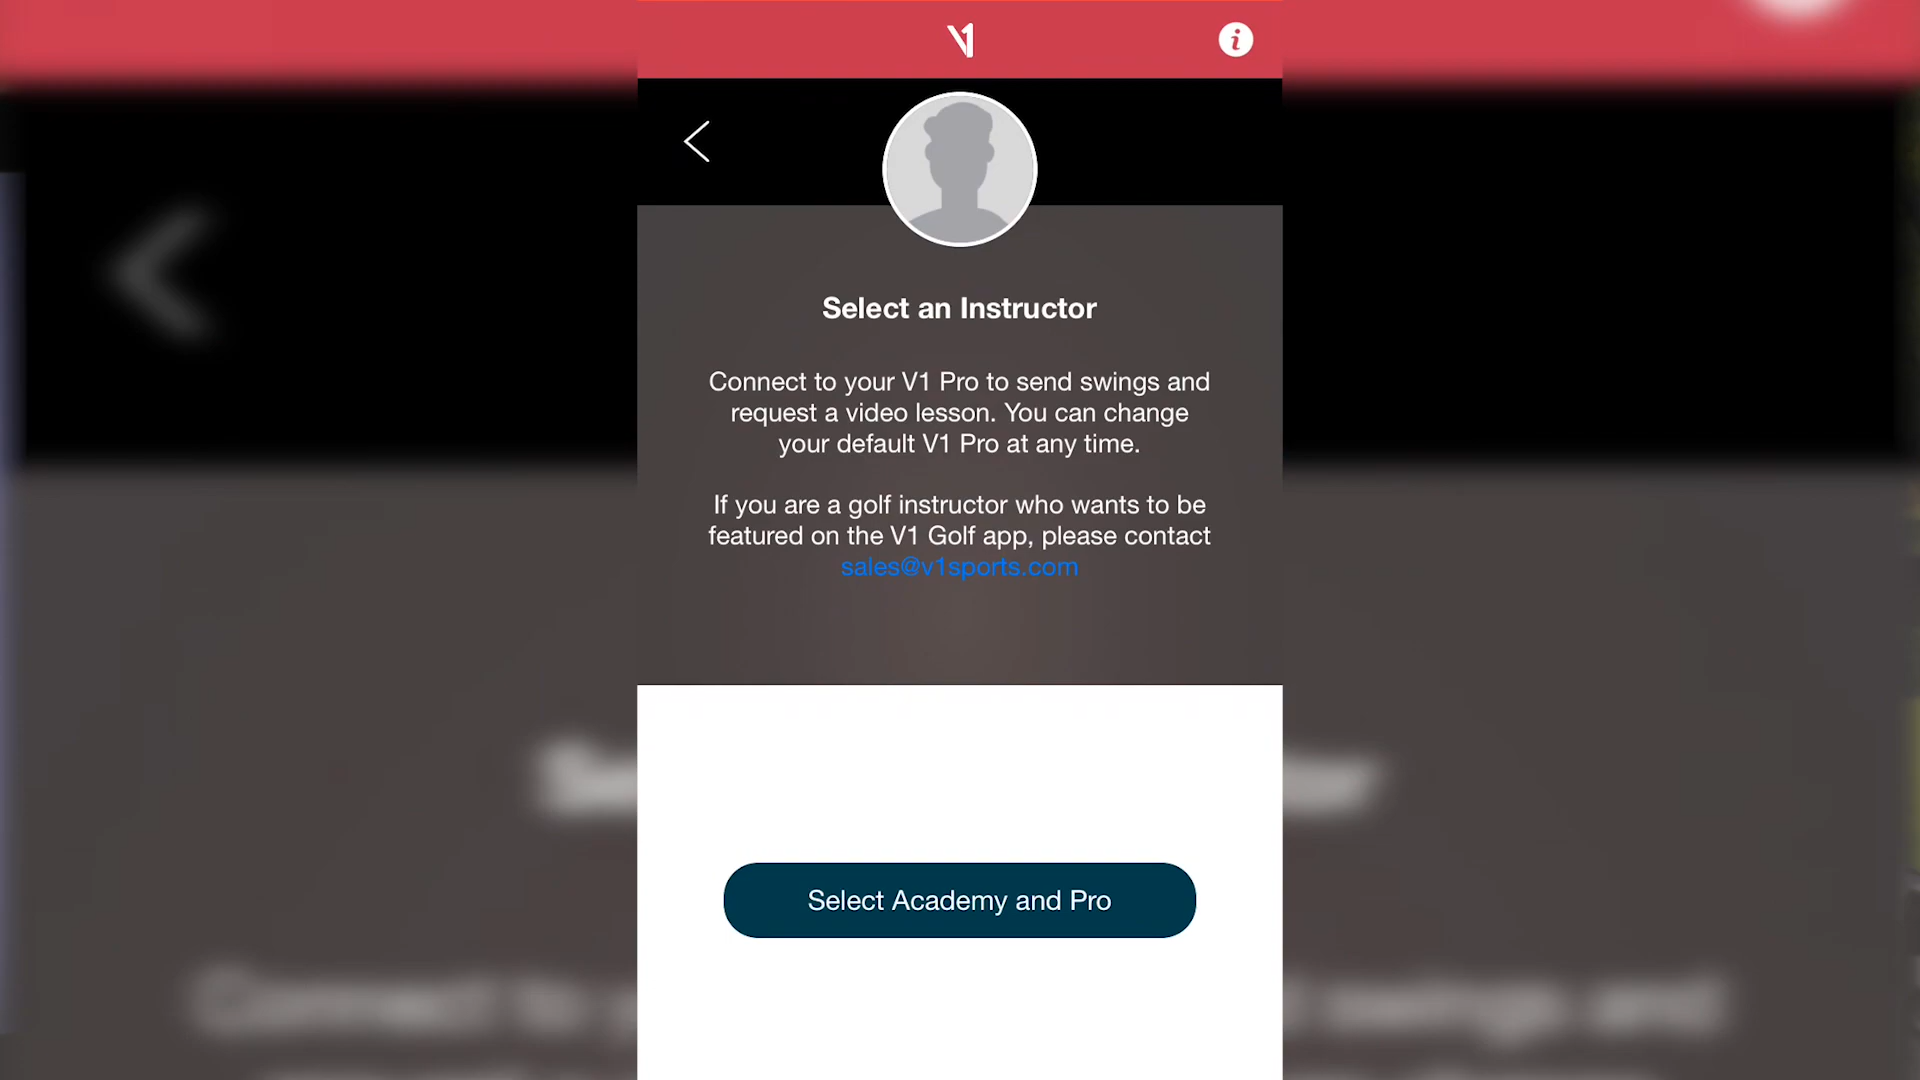 V1
Select an Instructor
Connect to your V1 Pro to send swings and
request a video lesson. You can change
your default V1 Pro at any time.
If you are a golf instructor who wants to be
featured on the V1 Golf app, please contact
sales@v1sports.com
Select Academy and Pro